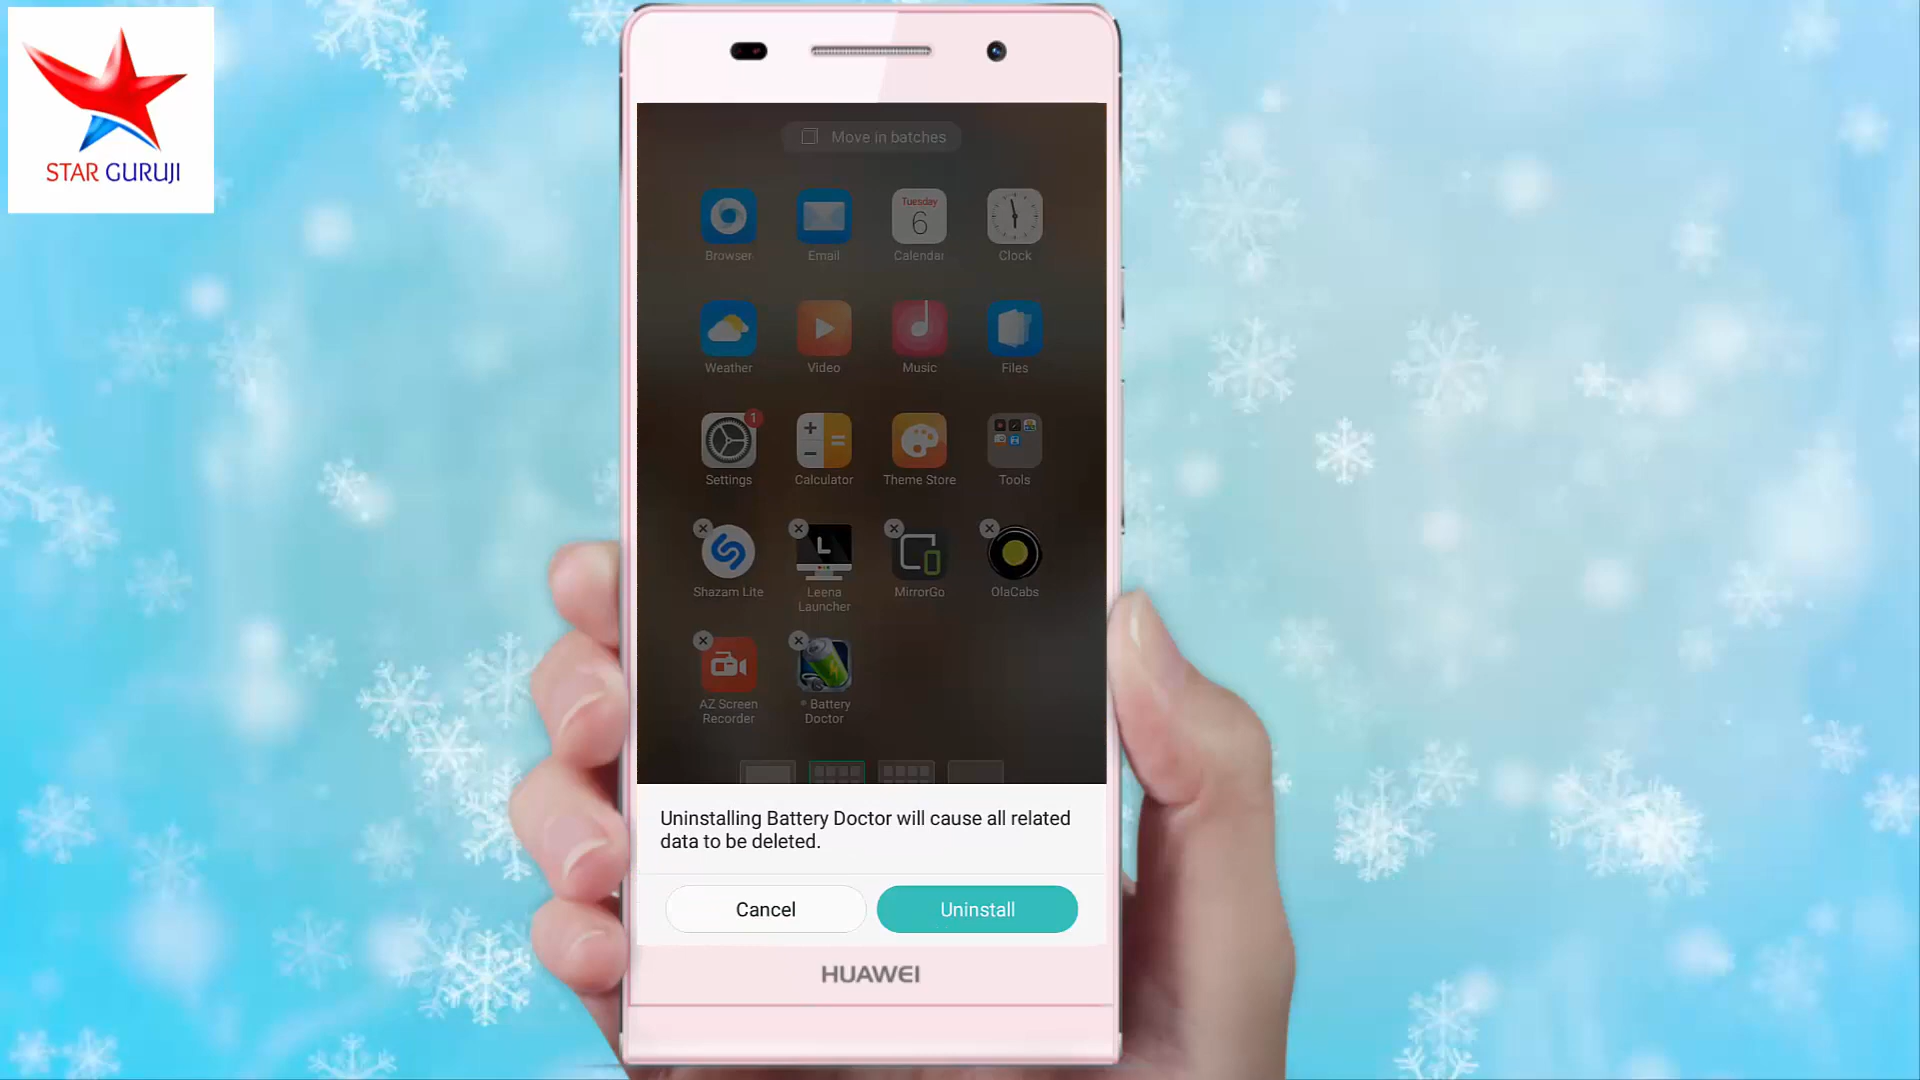 STAR GURUJI
Move in batches
Tuesday
6
Browser
Email
Calendar
Clock
Weather
Video
Music
Files
1
Settings
Calculator
Theme Store
Tools
L
Shazam Lite
Leena
Launcher
MirrorGo
OlaCabs
AZ Screen
Recorder
Battery
Doctor
Uninstalling Battery Doctor will cause all related
data to be deleted.
Cancel
Uninstall
HUAWEI